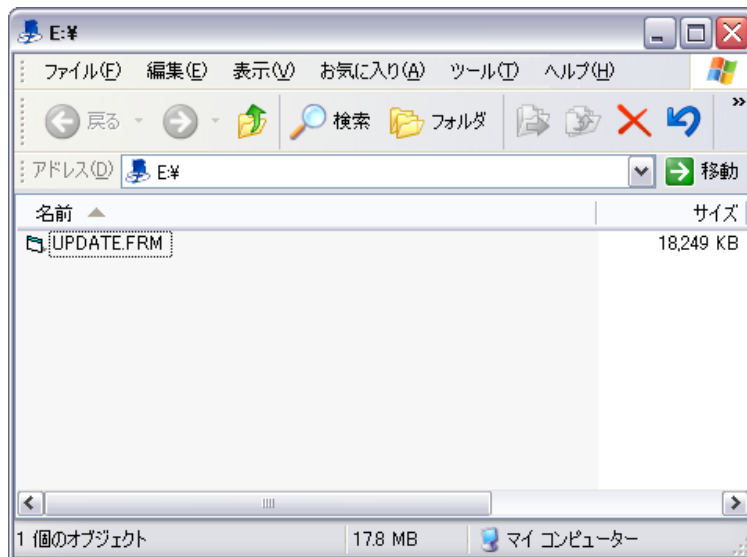 E:¥
ファイル(F) 編集(E) 表示(V) お気に入り(A) ツール(T) ヘルプ(H)
戻る 検索 フォルダ »
アドレス(D) E:¥ 移動
名前 サイズ
UPDATE.FRM 18,249 KB
1 個のオブジェクト 17.8 MB マイ コンピューター